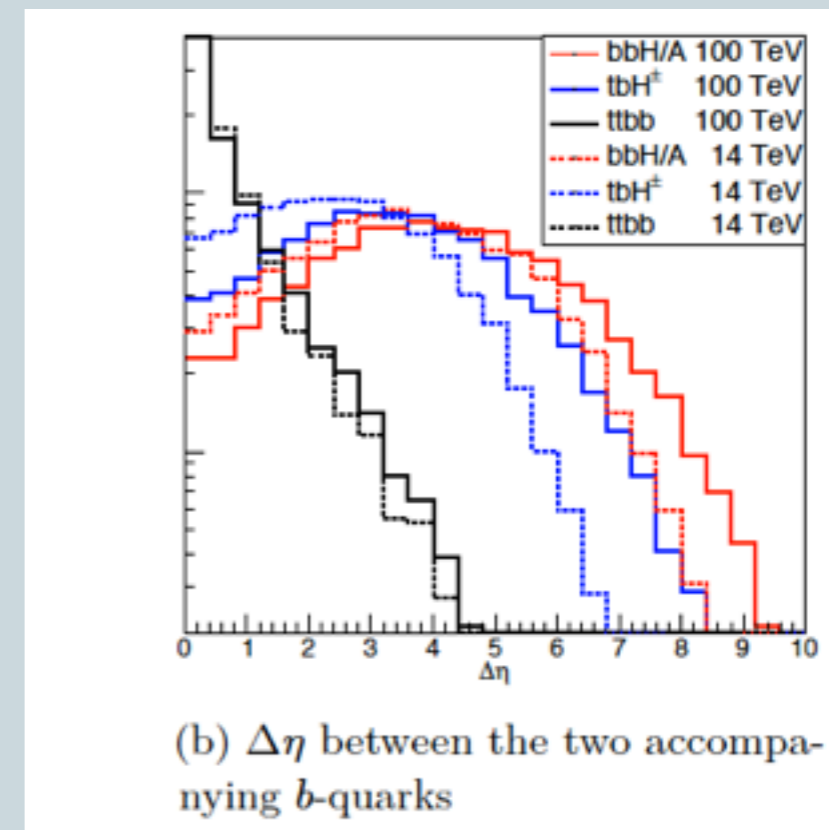 bbH/A 100 TeV
tbH± 100 TeV
ttbb 100 TeV
bbH/A 14 TeV
tbH± 14 TeV
ttbb 14 TeV
0 1 2 3 4 5 6 7 8 9 10
Δη
(b) Δη between the two accompa-
nying b-quarks